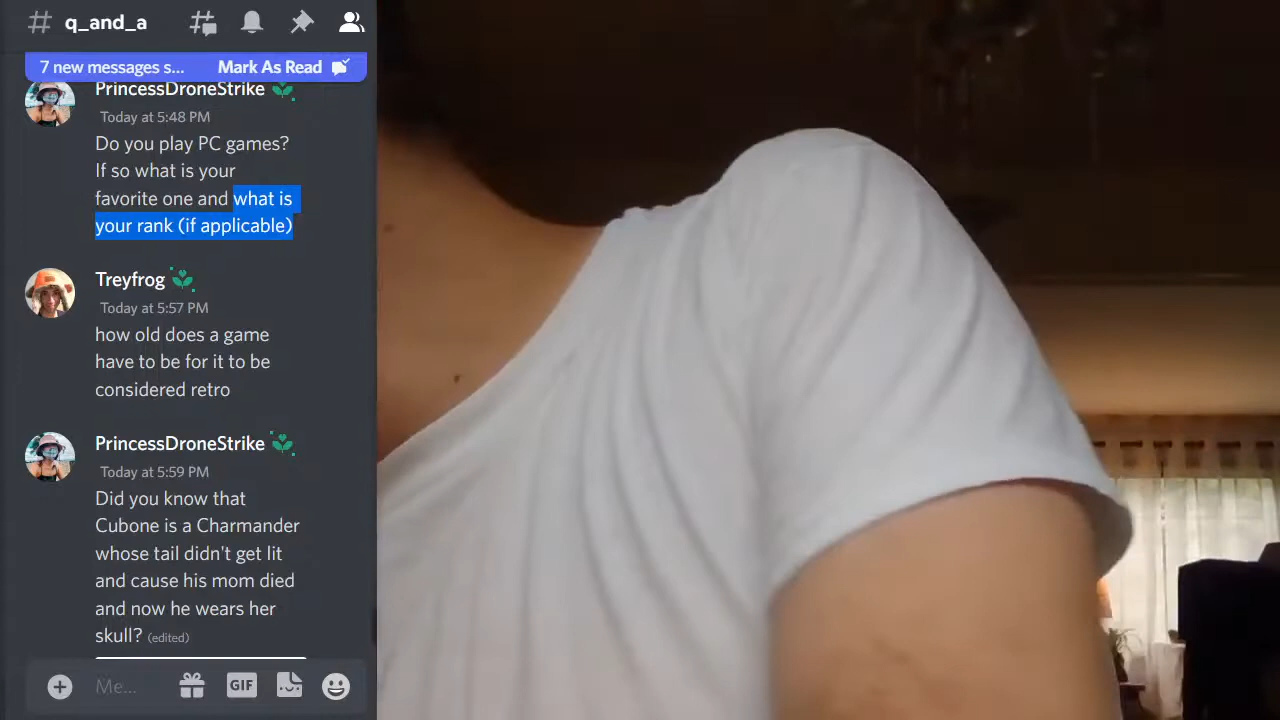 # q_and_a
7 new messages s... Mark As Read
PrincessDroneStrike
Today at 5:48 PM
Do you play PC games?
If so what is your
favorite one and what is
your rank (if applicable)
Treyfrog
Today at 5:57 PM
how old does a game
have to be for it to be
considered retro
PrincessDroneStrike
Today at 5:59 PM
Did you know that
Cubone is a Charmander
whose tail didn't get lit
and cause his mom died
and now he wears her
skull? (edited)
Me...
GIF